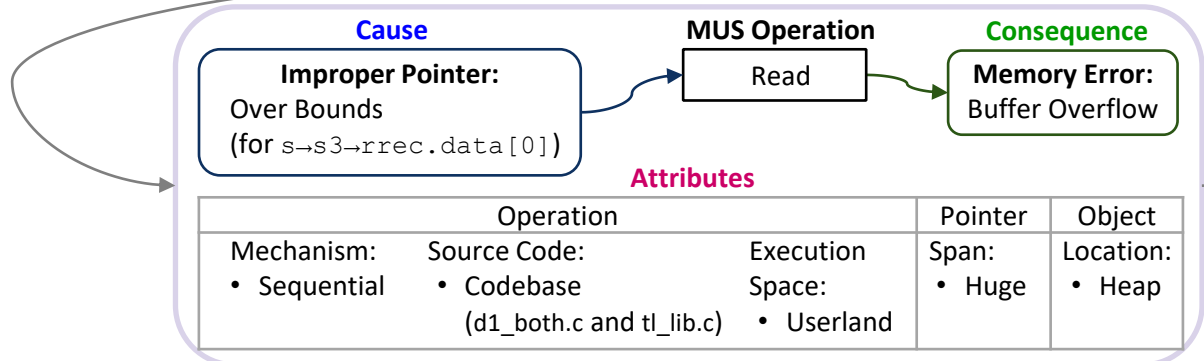 Cause MUS Operation Consequence
Improper Pointer:
Over Bounds
(for s→s3→rrec.data[0])
Read
Memory Error:
Buffer Overflow
Attributes
Operation Pointer Object
Mechanism: Source Code: Execution Span: Location:
• Sequential • Codebase Space: • Huge • Heap
(d1_both.c and tl_lib.c) • Userland